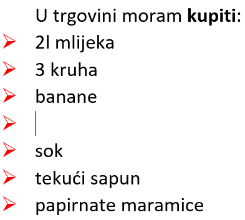 U trgovini moram kupiti:
2l mlijeka
3 kruha
banane
sok
tekući sapun
papirnate maramice